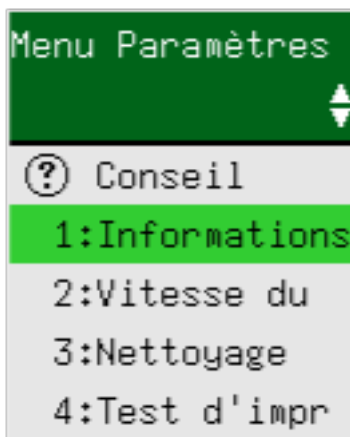 Menu Paramètres
? Conseil
1:Informations
2:Vitesse du
3:Nettoyage
4:Test d'impr